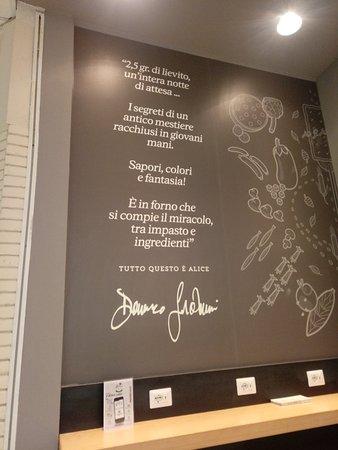 “2,5 gr. di lievito,
un’intera notte
di attesa ...
I segreti di un
antico mestiere
racchiusi in giovani
mani.
Sapori, colori
e fantasia!
È in forno che
si compie il miracolo,
tra impasto e
ingredienti”
TUTTO QUESTO È ALICE